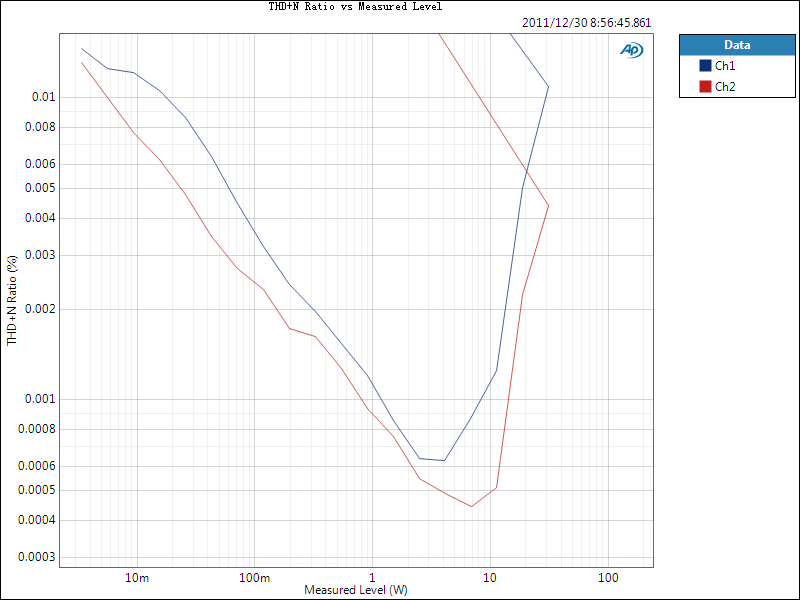 THD+N Ratio vs Measured Level
2011/12/30 8:56:45.861
AP
Data
Ch1
Ch2
THD+N Ratio (%)
0.01
0.008
0.006
0.005
0.004
0.003
0.002
0.001
0.0008
0.0006
0.0005
0.0004
0.0003
10m 100m 1 10 100
Measured Level (W)